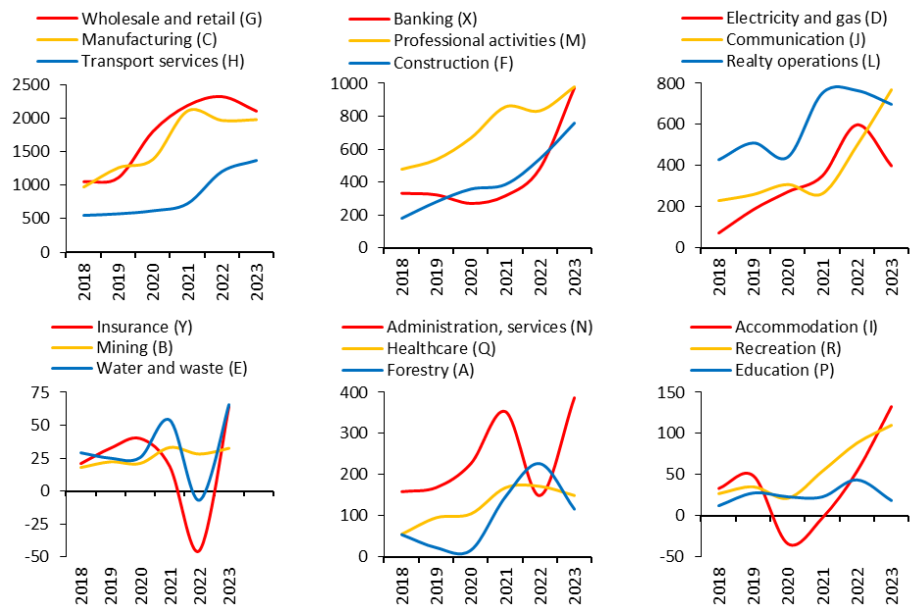 Wholesale and retail (G)
Manufacturing (C)
Transport services (H)
2500
2000
1500
1000
500
0
2018 2019 2020 2021 2022 2023
Banking (X)
Professional activities (M)
Construction (F)
1000
800
600
400
200
0
2018 2019 2020 2021 2022 2023
Electricity and gas (D)
Communication (J)
Realty operations (L)
800
600
400
200
0
2018 2019 2020 2021 2022 2023
Insurance (Y)
Mining (B)
Water and waste (E)
75
50
25
0
-25
-50
2018 2019 2020 2021 2022 2023
Administration, services (N)
Healthcare (Q)
Forestry (A)
400
300
200
100
0
2018 2019 2020 2021 2022 2023
Accommodation (I)
Recreation (R)
Education (P)
150
100
50
0
-50
2018 2019 2020 2021 2022 2023